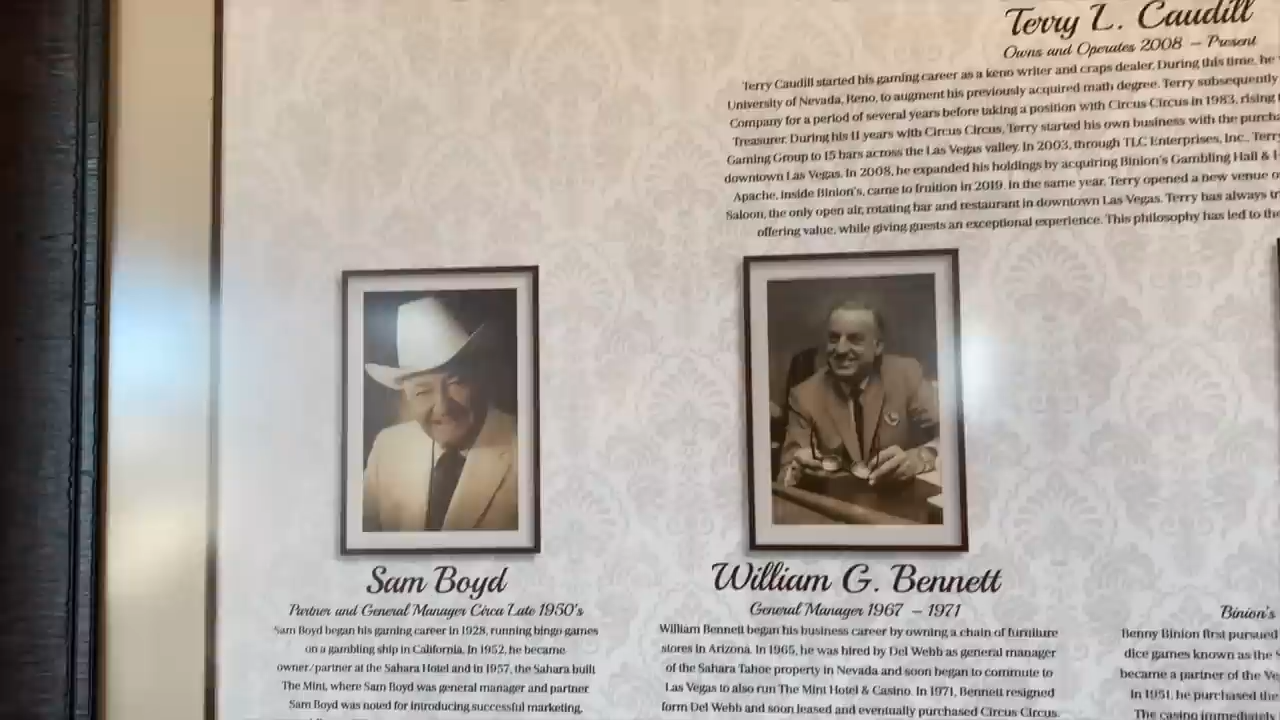 Terry L. Caudill
Owns and Operates 2008 – Present
Terry Caudill started his gaming career as a keno writer and craps dealer. During this time, he
University of Nevada, Reno, to augment his previously acquired math degree. Terry subsequently
Company for a period of several years before taking a position with Circus Circus in 1983, rising
Treasurer. During his 11 years with Circus Circus, Terry started his own business with the purcha
Gaming Group to 15 bars across the Las Vegas valley. In 2003, through TLC Enterprises, Inc., Terry
downtown Las Vegas. In 2008, he expanded his holdings by acquiring Binion's Gambling Hall &
Apache, inside Binion's, came to fruition in 2019. In the same year, Terry opened a new venue o
Saloon, the only open air, rotating bar and restaurant in downtown Las Vegas. Terry has always
offering value, while giving guests an exceptional experience. This philosophy has led to the
Sam Boyd
Partner and General Manager Circa Late 1950's
Sam Boyd began his gaming career in 1928, running bingo games
on a gambling ship in California. In 1952, he became
owner/partner at the Sahara Hotel and in 1957, the Sahara built
The Mint, where Sam Boyd was general manager and partner
Sam Boyd was noted for introducing successful marketing,
William G. Bennett
General Manager 1967 – 1971
William Bennett began his business career by owning a chain of furniture
stores in Arizona. In 1965, he was hired by Del Webb as general manager
of the Sahara Tahoe property in Nevada and soon began to commute to
Las Vegas to also run The Mint Hotel & Casino. In 1971, Bennett resigned
form Del Webb and soon leased and eventually purchased Circus Circus.
Binion's
Benny Binion first pursued
dice games known as the
became a partner of the Ve
In 1951, he purchased the
The casino immediately